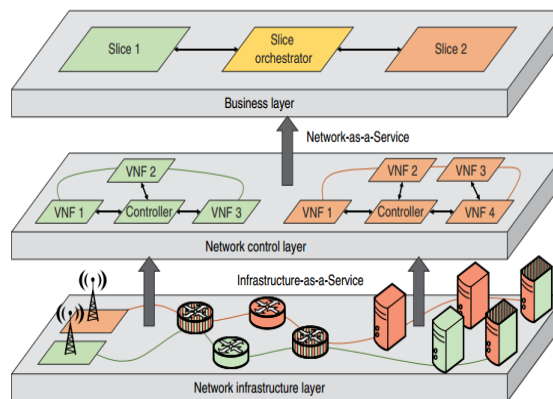 Slice 1
Slice
orchestrator
Slice 2
Business layer
Network-as-a-Service
VNF 2
VNF 1
Controller
VNF 3
VNF 2
VNF 3
VNF 1
Controller
VNF 4
Network control layer
Infrastructure-as-a-Service
Network infrastructure layer